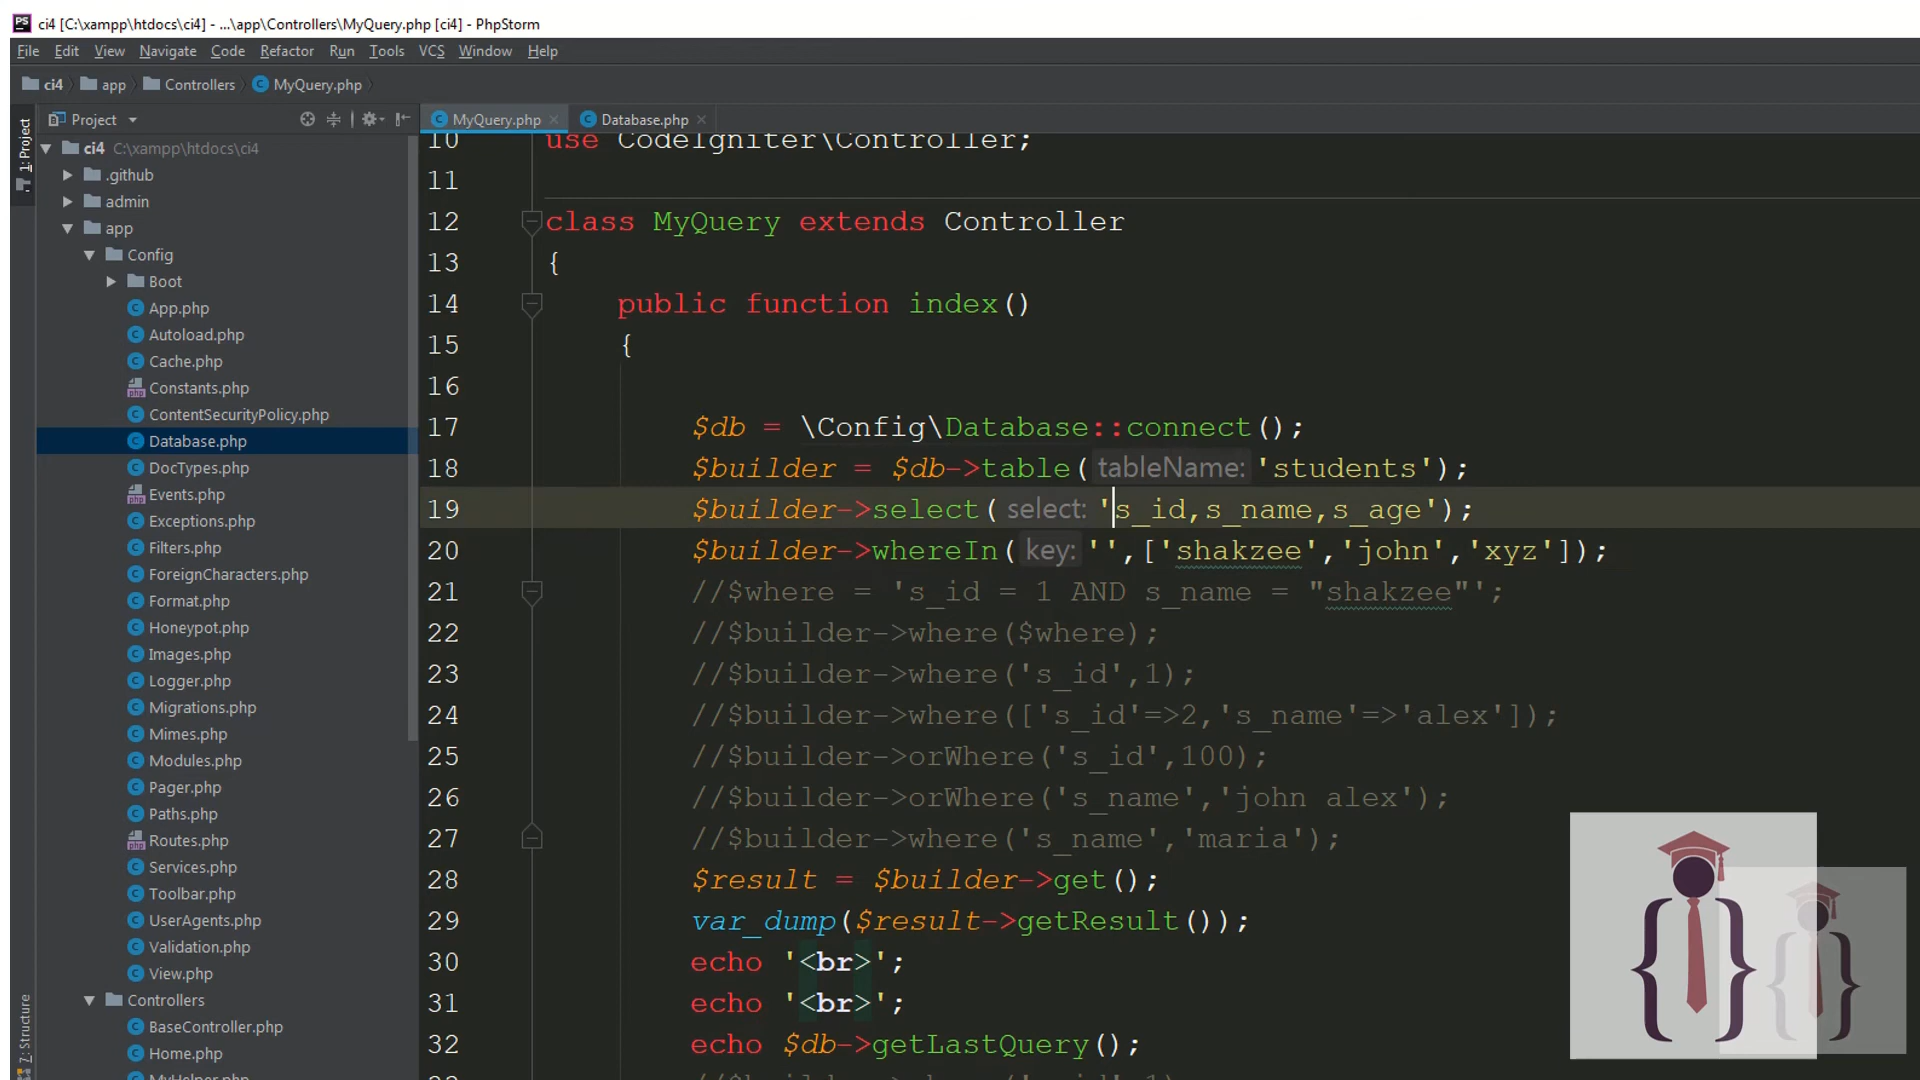 ci4 [C:\xampp\htdocs\ci4] - ...\app\Controllers\MyQuery.php [ci4] - PhpStorm
File Edit View Navigate Code Refactor Run Tools VCS Window Help
ci4 app Controllers MyQuery.php
1: Project
Project
MyQuery.php
Database.php
ci4 C:\xampp\htdocs\ci4
.github
admin
app
Config
Boot
App.php
Autoload.php
Cache.php
Constants.php
ContentSecurityPolicy.php
Database.php
DocTypes.php
Events.php
Exceptions.php
Filters.php
ForeignCharacters.php
Format.php
Honeypot.php
Images.php
Logger.php
Migrations.php
Mimes.php
Modules.php
Pager.php
Paths.php
Routes.php
Services.php
Toolbar.php
UserAgents.php
Validation.php
View.php
Controllers
BaseController.php
Home.php
MyHelper.php
7: Structure
10 use CodeIgniter\Controller;
11
12 class MyQuery extends Controller
13 {
14 public function index()
15 {
16
17 $db = \Config\Database::connect();
18 $builder = $db->table( tableName: 'students');
19 $builder->select( select: 's_id,s_name,s_age');
20 $builder->whereIn( key: '',['shakzee','john','xyz']);
21 //$where = 's_id = 1 AND s_name = "shakzee"';
22 //$builder->where($where);
23 //$builder->where('s_id',1);
24 //$builder->where(['s_id'=>2,'s_name'=>'alex']);
25 //$builder->orWhere('s_id',100);
26 //$builder->orWhere('s_name','john alex');
27 //$builder->where('s_name','maria');
28 $result = $builder->get();
29 var_dump($result->getResult());
30 echo '<br>';
31 echo '<br>';
32 echo $db->getLastQuery();